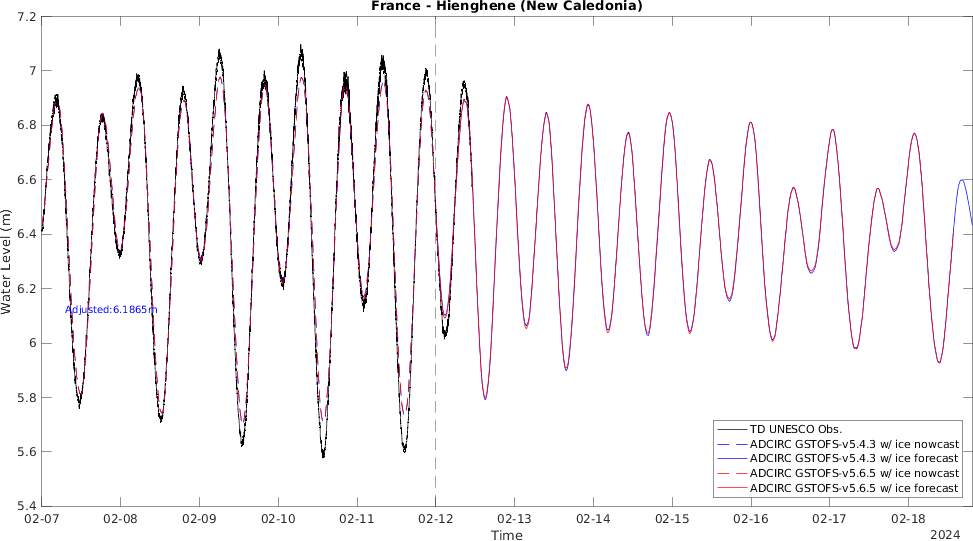 France - Hienghene (New Caledonia)
7.2
7
6.8
6.6
6.4
6.2
6
5.8
5.6
5.4
Water Level (m)
Adjusted:6.1865m
TD UNESCO Obs.
ADCIRC GSTOFS-v5.4.3 w/ ice nowcast
ADCIRC GSTOFS-v5.4.3 w/ ice forecast
ADCIRC GSTOFS-v5.6.5 w/ ice nowcast
ADCIRC GSTOFS-v5.6.5 w/ ice forecast
02-07 02-08 02-09 02-10 02-11 02-12 02-13 02-14 02-15 02-16 02-17 02-18
Time
2024